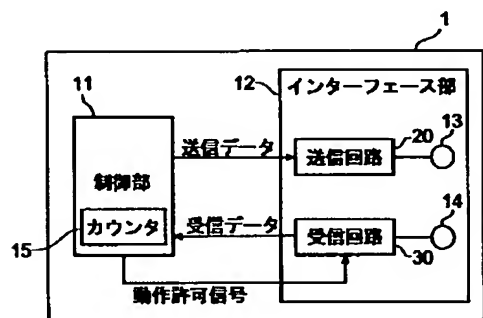 1
11
12
インターフェース部
20
13
送信データ
送信回路
制御部
14
カウンタ
受信データ
受信回路
15
30
動作許可信号